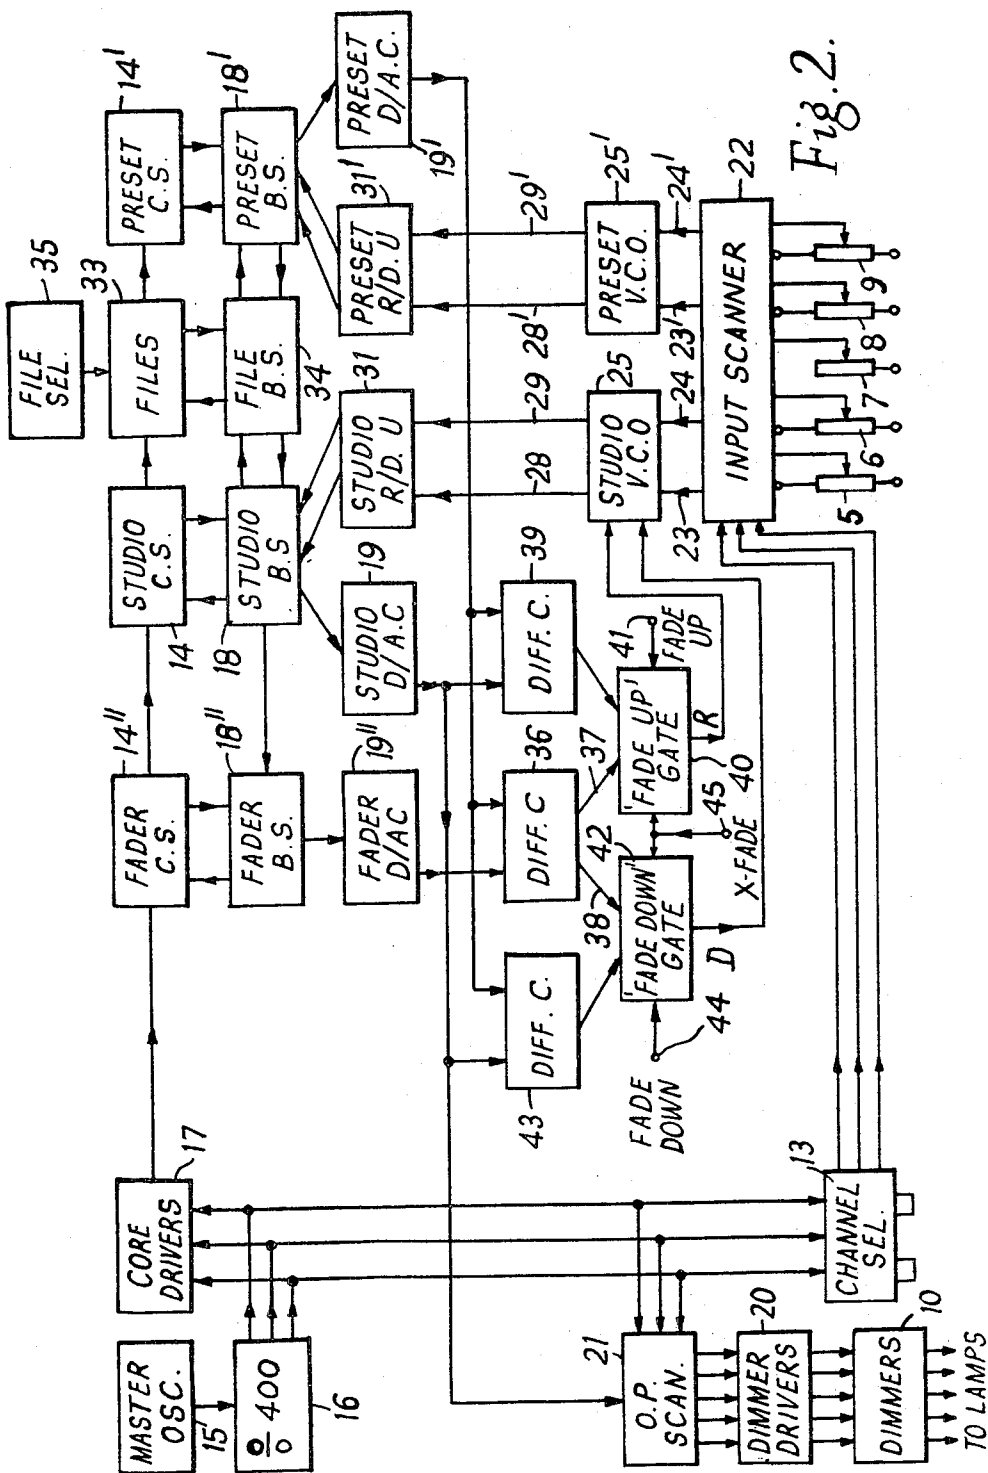 MASTER
OSC.
15
÷ 400
16
CORE
DRIVERS
17
FADER
C.S.
14"
FADER
B.S.
18"
FADER
D/AC
19"
STUDIO
C.S.
14
STUDIO
B.S
18
STUDIO
D/A.C
19
STUDIO
R/D. U
31
FILE
SEL.
35
FILES
33
FILE
B.S.
34
PRESET
C.S.
14'
PRESET
B.S.
18'
PRESET
D/A.C.
19'
PRESET
R/D.U
31'
DIFF. C.
43
DIFF. C
36
DIFF. C.
39
37
38
'FADE DOWN'
GATE
42
'FADE UP'
GATE
40
41
FADE
UP
R
45
X-FADE
D
44
FADE
DOWN
28
29
28'
29'
STUDIO
V.C.O
25
PRESET
V.C.O.
25'
23
24
23'
24'
INPUT SCANNER
22
5
6
7
8
9
CHANNEL
SEL.
13
O.P.
SCAN.
21
DIMMER
DRIVERS
20
DIMMERS
10
TO LAMPS
Fig. 2.